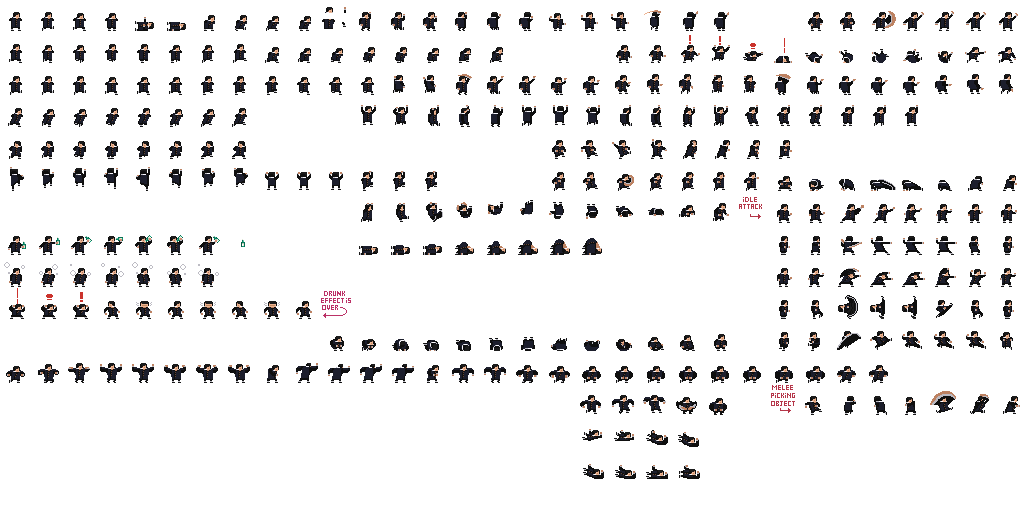 iDLE
ATTACK
DRUNK
EFFECT iS
OVER
MELEE
PiCKiNG
OBJECT